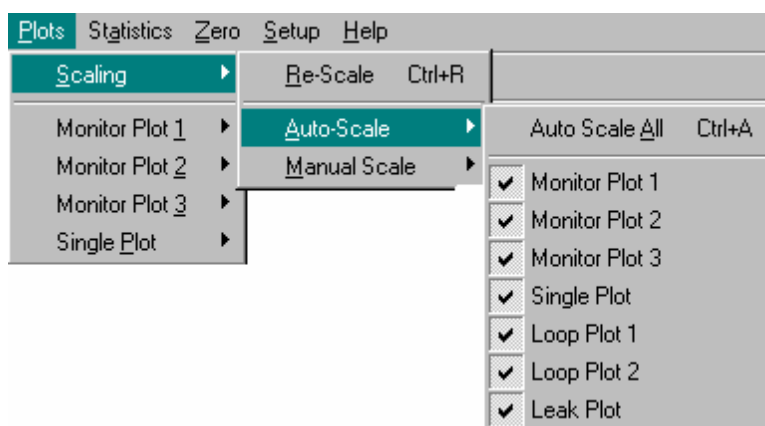 Plots Statistics Zero Setup Help
Scaling
Monitor Plot 1
Monitor Plot 2
Monitor Plot 3
Single Plot
Re-Scale Ctrl+R
Auto-Scale
Manual Scale
Auto Scale All Ctrl+A
Monitor Plot 1
Monitor Plot 2
Monitor Plot 3
Single Plot
Loop Plot 1
Loop Plot 2
Leak Plot